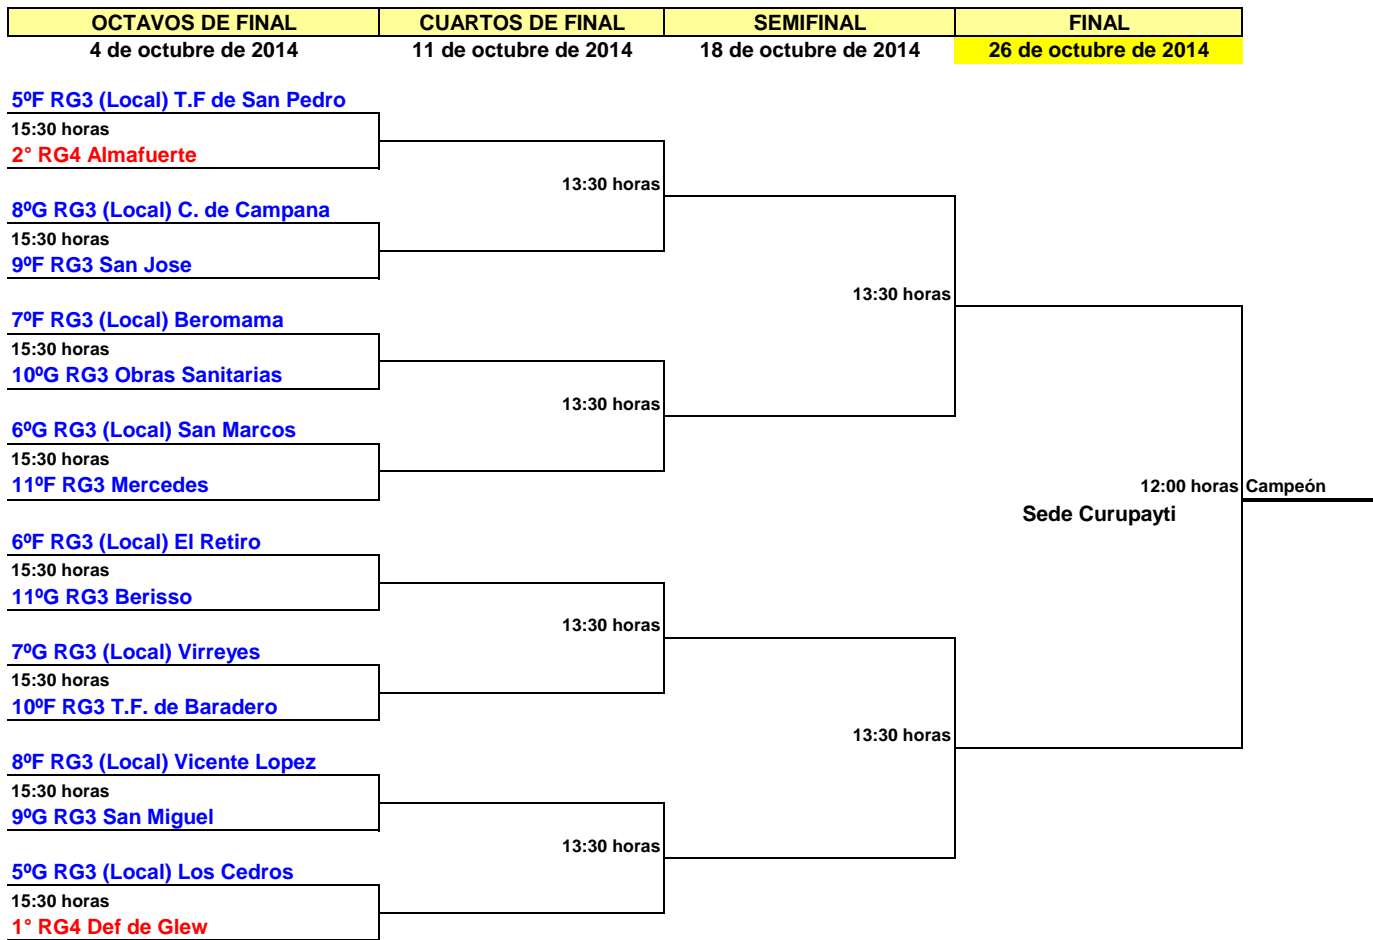 OCTAVOS DE FINAL CUARTOS DE FINAL SEMIFINAL FINAL
4 de octubre de 2014 11 de octubre de 2014 18 de octubre de 2014 26 de octubre de 2014
5ºF RG3 (Local) T.F de San Pedro
15:30 horas
2° RG4 Almafuerte
13:30 horas
8ºG RG3 (Local) C. de Campana
15:30 horas
9ºF RG3 San Jose
13:30 horas
7ºF RG3 (Local) Beromama
15:30 horas
10ºG RG3 Obras Sanitarias
13:30 horas
6ºG RG3 (Local) San Marcos
15:30 horas
11ºF RG3 Mercedes
12:00 horas Campeón
Sede Curupayti
6ºF RG3 (Local) El Retiro
15:30 horas
11ºG RG3 Berisso
13:30 horas
7ºG RG3 (Local) Virreyes
15:30 horas
10ºF RG3 T.F. de Baradero
13:30 horas
8ºF RG3 (Local) Vicente Lopez
15:30 horas
9ºG RG3 San Miguel
13:30 horas
5ºG RG3 (Local) Los Cedros
15:30 horas
1° RG4 Def de Glew